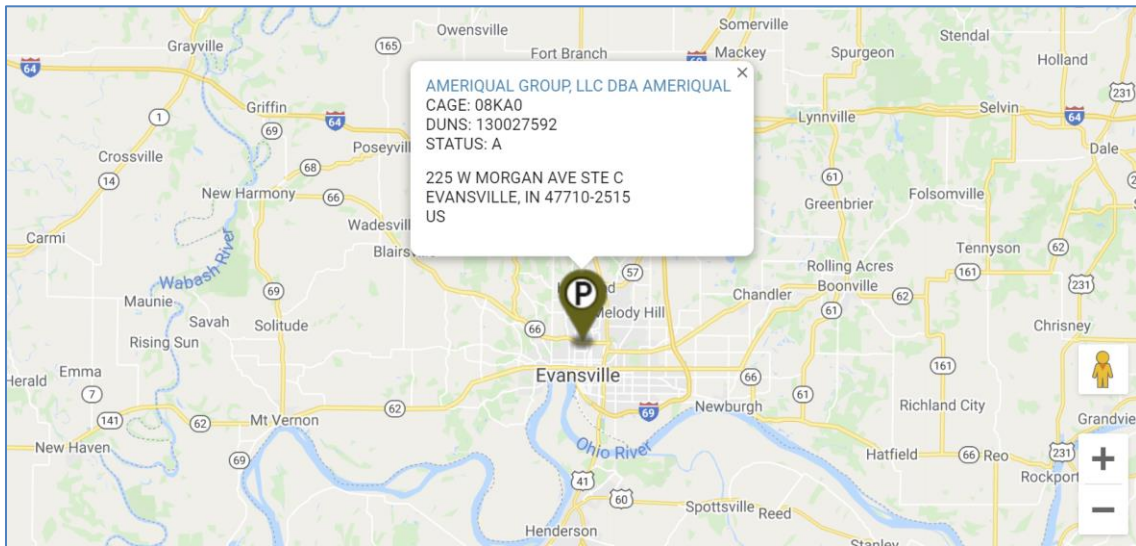 Owensville
Somerville
Stendal
Grayville
165
Fort Branch
Mackey
Spurgeon
Holland
64
AMERIQUAL GROUP, LLC DBA AMERIQUAL
CAGE: 08KA0
DUNS: 130027592
STATUS: A
225 W MORGAN AVE STE C
EVANSVILLE, IN 47710-2515
US
231
Griffin
64
Selvin
64
1
69
Lynnville
Poseyville
Dale
Crossville
68
61
14
New Harmony
66
Folsomville
Greenbrier
Wadesville
Carmi
Tennyson
62
Wabash River
57
Rolling Acres
161
Boonville
231
69
P
Chandler
62
Maunie
Melody Hill
61
Savah
Solitude
66
Chrisney
Rising Sun
Evansville
Herald
Emma
66
161
7
62
69
Newburgh
61
Richland City
141
62
Mt Vernon
Grandview
New Haven
Ohio River
Hatfield
66
Reo
231
69
41
60
Rockport
Spottsville
Reed
Henderson
Stanley